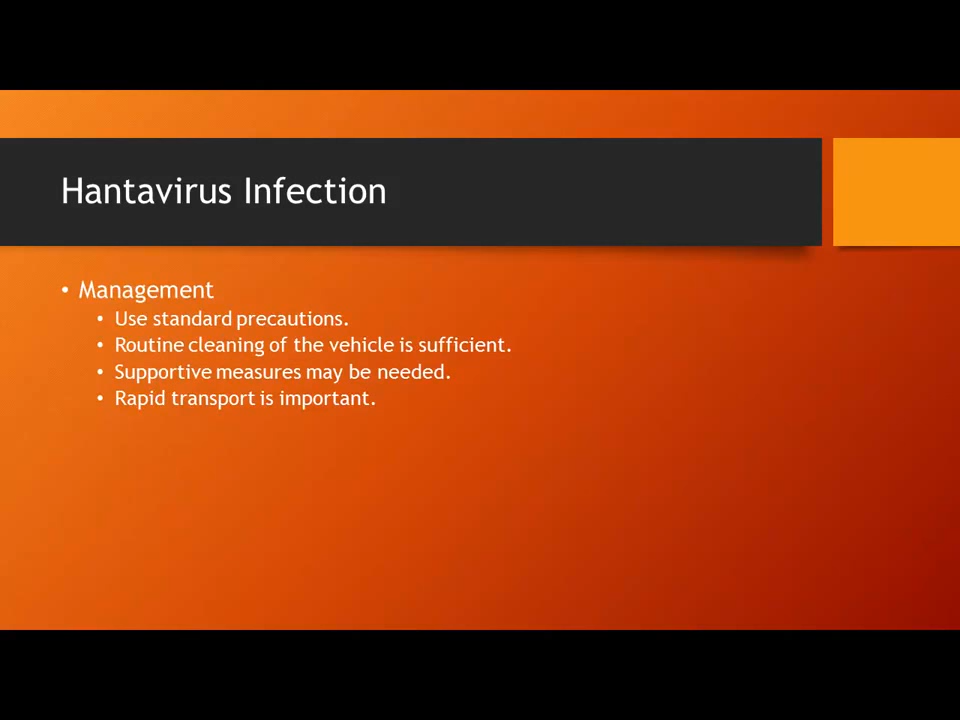 Hantavirus Infection
• Management
• Use standard precautions.
• Routine cleaning of the vehicle is sufficient.
• Supportive measures may be needed.
• Rapid transport is important.